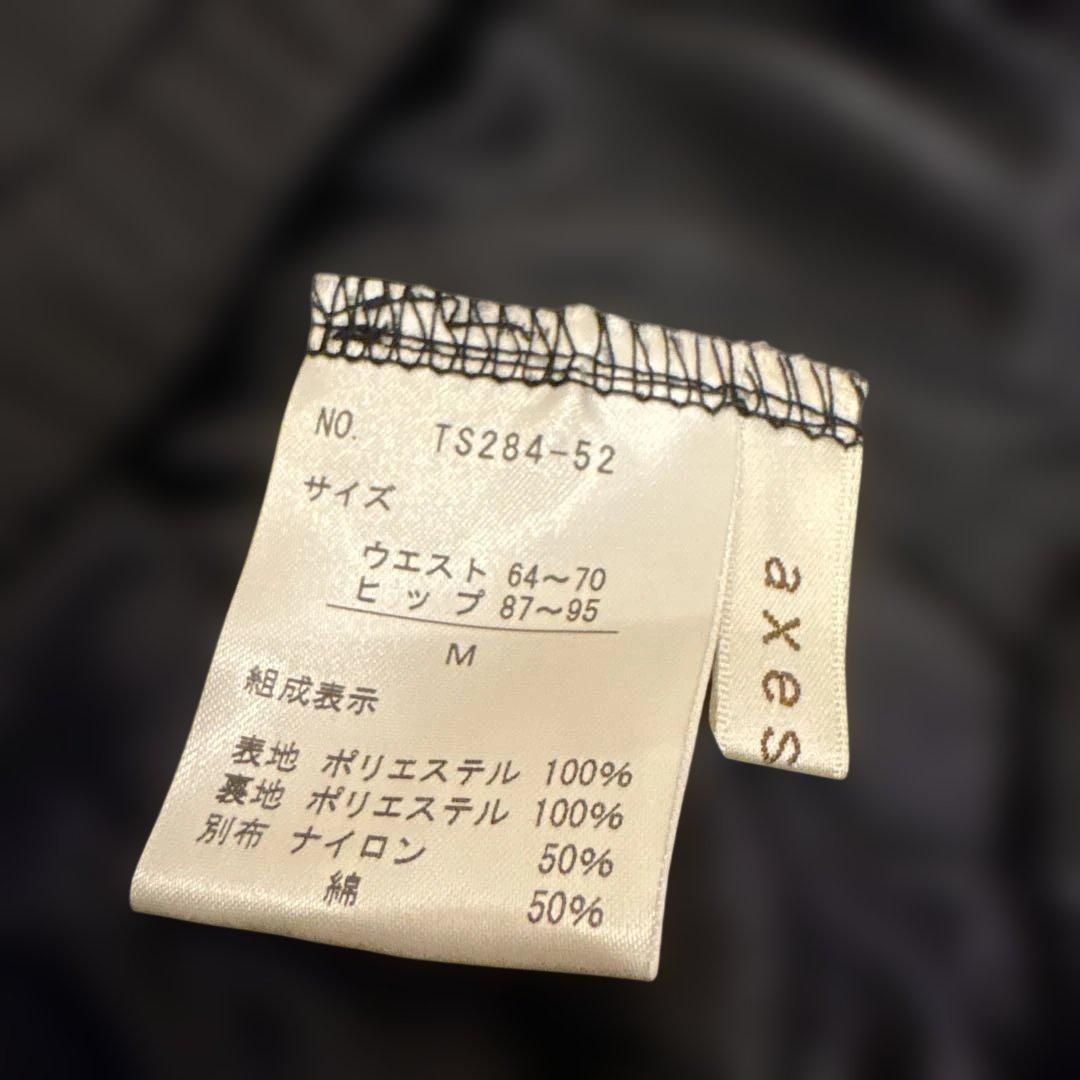 NO. TS284-52
サイズ
ウエスト 64〜70
ヒップ 87〜95
M
組成表示
表地 ポリエステル 100%
裏地 ポリエステル 100%
別布 ナイロン 50%
綿 50%
axes